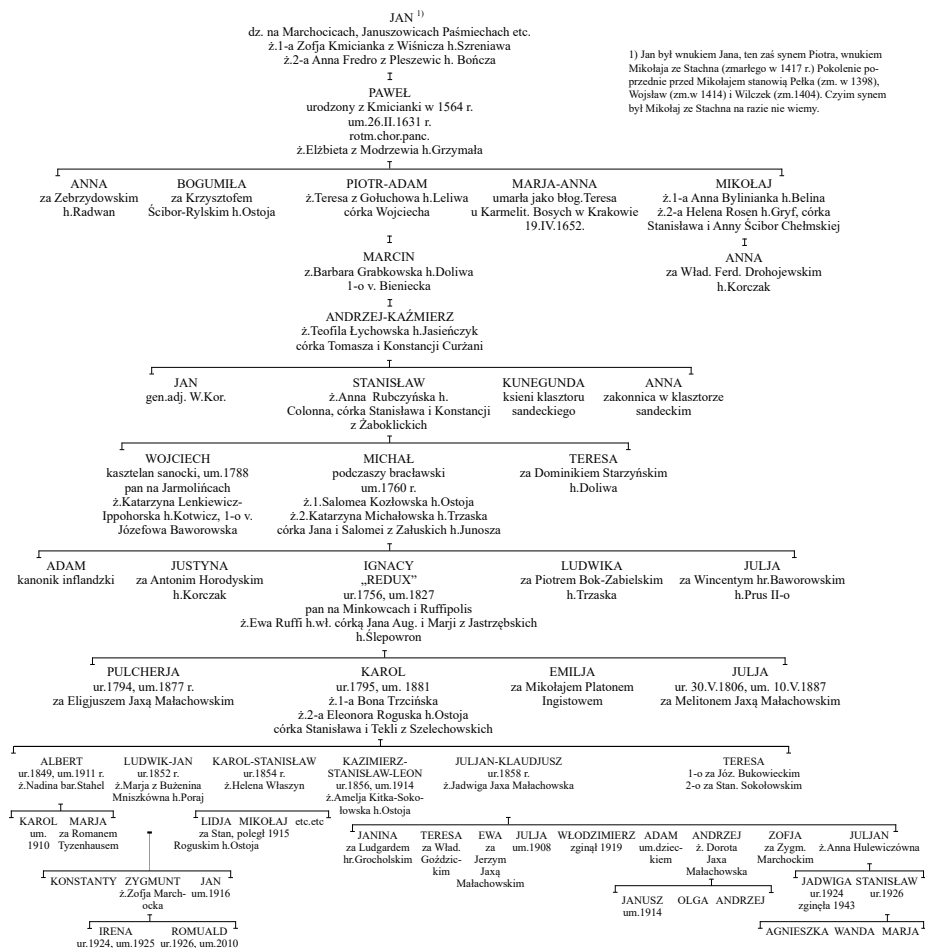 JAN 1)
dz. na Marchocicach, Januszowicach Paśmiechach etc.
ż.1-a Zofja Kmicianka z Wiśnicza h.Szreniawa
ż.2-a Anna Fredro z Pleszewic h. Bończa
1) Jan był wnukiem Jana, ten zaś synem Piotra, wnukiem
Mikołaja ze Stachna (zmarłego w 1417 r.) Pokolenie po-
przednie przed Mikołajem stanowią Pełka (zm. w 1398),
Wojsław (zm.w 1414) i Wilczek (zm.1404). Czyim synem
był Mikołaj ze Stachna na razie nie wiemy.
PAWEŁ
urodzony z Kmicianki w 1564 r.
um.26.II.1631 r.
rotm.chor.panc.
ż.Elżbieta z Modrzewia h.Grzymała
ANNA
za Zebrzydowskim
h.Radwan
BOGUMIŁA
za Krzysztofem
Ścibor-Rylskim h.Ostoja
PIOTR-ADAM
ż.Teresa z Gołuchowa h.Leliwa
córka Wojciecha
MARJA-ANNA
umarła jako błog.Teresa
u Karmelit. Bosych w Krakowie
19.IV.1652.
MIKOŁAJ
ż.1-a Anna Bylinianka h.Belina
ż.2-a Helena Rosen h.Gryf, córka
Stanisława i Anny Ścibor Chełmskiej
MARCIN
z.Barbara Grabkowska h.Doliwa
1-o v. Bieniecka
ANNA
za Wład. Ferd. Drohojewskim
h.Korczak
ANDRZEJ-KAŹMIERZ
ż.Teofila Łychowska h.Jasieńczyk
córka Tomasza i Konstancji Curżani
JAN
gen.adj. W.Kor.
STANISŁAW
ż.Anna Rubczyńska h.
Colonna, córka Stanisława i Konstancji
z Żaboklickich
KUNEGUNDA
ksieni klasztoru
sandeckiego
ANNA
zakonnica w klasztorze
sandeckim
WOJCIECH
kasztelan sanocki, um.1788
pan na Jarmolińcach
ż.Katarzyna Lenkiewicz-
Ippohorska h.Kotwicz, 1-o v.
Józefowa Baworowska
MICHAŁ
podczaszy bracławski
um.1760 r.
ż.1.Salomea Kozłowska h.Ostoja
ż.2.Katarzyna Michałowska h.Trzaska
córka Jana i Salomei z Załuskich h.Junosza
TERESA
za Dominikiem Starzyńskim
h.Doliwa
ADAM
kanonik inflandzki
JUSTYNA
za Antonim Horodyskim
h.Korczak
IGNACY
„REDUX”
ur.1756, um.1827
pan na Minkowcach i Ruffipolis
ż.Ewa Ruffi h.wł. córką Jana Aug. i Marji z Jastrzębskich
h.Ślepowron
LUDWIKA
za Piotrem Bok-Zabielskim
h.Trzaska
JULJA
za Wincentym hr.Baworowskim
h.Prus II-o
PULCHERJA
ur.1794, um.1877 r.
za Eligjuszem Jaxą Małachowskim
KAROL
ur.1795, um. 1881
ż.1-a Bona Trzcińska
ż.2-a Eleonora Roguska h.Ostoja
córka Stanisława i Tekli z Szelechowskich
EMILJA
za Mikołajem Platonem
Ingistowem
JULJA
ur. 30.V.1806, um. 10.V.1887
za Melitonem Jaxą Małachowskim
ALBERT
ur.1849, um.1911 r.
ż.Nadina bar.Stahel
LUDWIK-JAN
ur.1852 r.
ż.Marja z Bużenina
Mniszkówna h.Poraj
KAROL-STANISŁAW
ur.1854 r.
ż.Helena Właszyn
KAZIMIERZ-
STANISŁAW-LEON
ur.1856, um.1914
ż.Amelja Kitka-Soko-
łowska h.Ostoja
JULJAN-KLAUDJUSZ
ur.1858 r.
ż.Jadwiga Jaxa Małachowska
TERESA
1-o za Józ. Bukowieckim
2-o za Stan. Sokołowskim
KAROL
um.
1910
MARJA
za Romanem
Tyzenhausem
LIDJA MIKOŁAJ etc.etc
za Stan, poległ 1915
Roguskim h.Ostoja
JANINA
za Ludgardem
hr.Grocholskim
TERESA
za Wład.
Goździc-
kim
EWA
za
Jerzym
Jaxą
Małachowskim
JULJA
um.1908
WŁODZIMIERZ
zginął 1919
ADAM
um.dziec-
kiem
ANDRZEJ
ż. Dorota
Jaxa
Małachowska
ZOFJA
za Zygm.
Marchockim
JULJAN
ż.Anna Hulewiczówna
KONSTANTY
ZYGMUNT
ż.Zofja March-
ocka
JAN
um.1916
JANUSZ
um.1914
OLGA ANDRZEJ
JADWIGA
ur.1924
zginęła 1943
STANISŁAW
ur.1926
IRENA
ur.1924, um.1925
ROMUALD
ur.1926, um.2010
AGNIESZKA WANDA MARJA